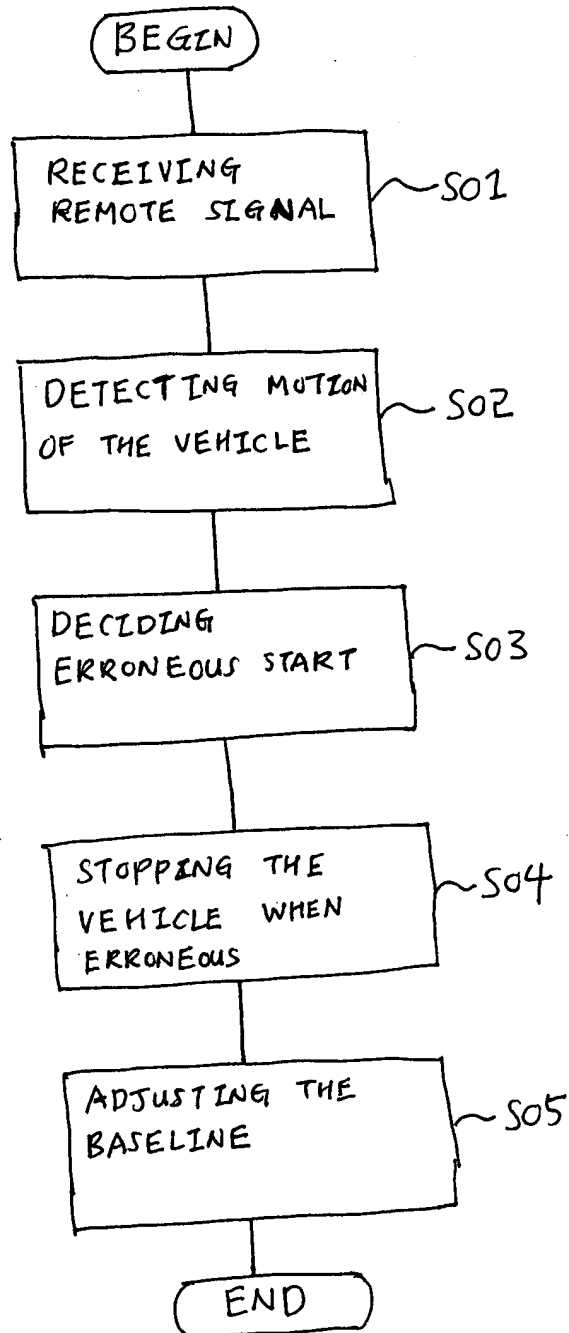 BEGIN
RECEIVING
REMOTE SIGNAL
S01
DETECTING MOTION
OF THE VEHICLE
S02
DECIDING
ERRONEOUS START
S03
STOPPING THE
VEHICLE WHEN
ERRONEOUS
S04
ADJUSTING THE
BASELINE
S05
END